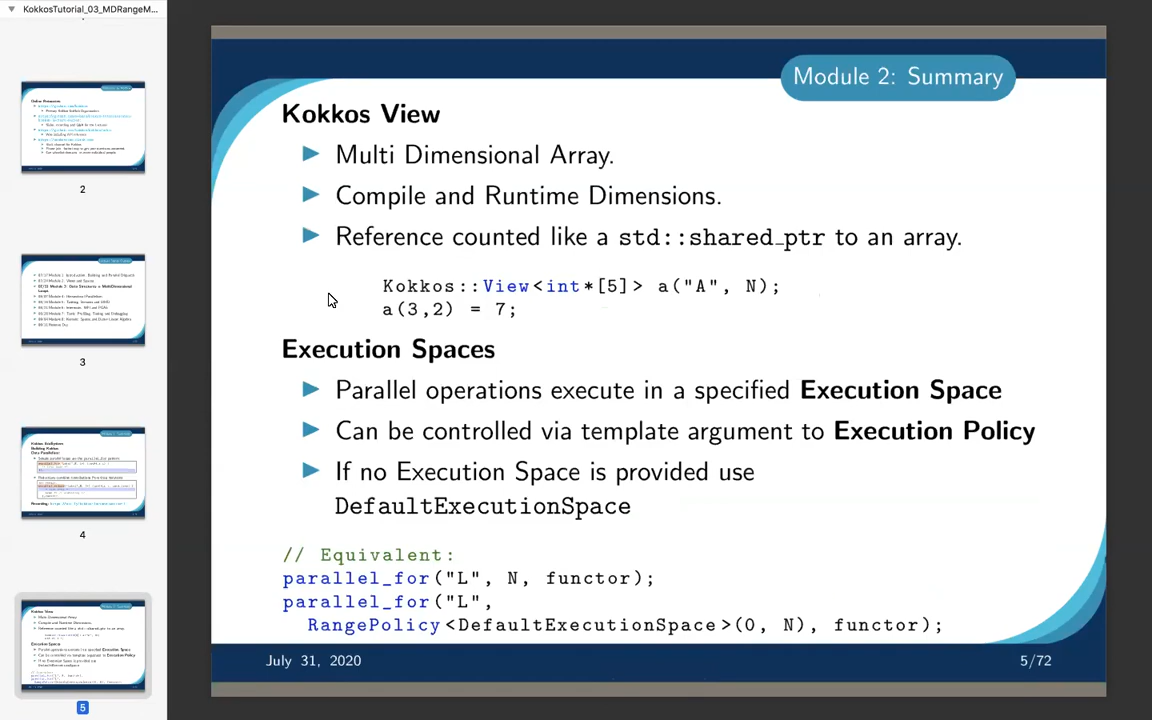 KokkosTutorial_03_MDRangeM...
2
3
4
5
Module 2: Summary
Kokkos View
Multi Dimensional Array.
Compile and Runtime Dimensions.
Reference counted like a std::shared_ptr to an array.
Kokkos::View<int*[5]> a("A", N);
a(3,2) = 7;
Execution Spaces
Parallel operations execute in a specified Execution Space
Can be controlled via template argument to Execution Policy
If no Execution Space is provided use
DefaultExecutionSpace
// Equivalent:
parallel_for("L", N, functor);
parallel_for("L",
RangePolicy<DefaultExecutionSpace>(0, N), functor);
July 31, 2020
5/72